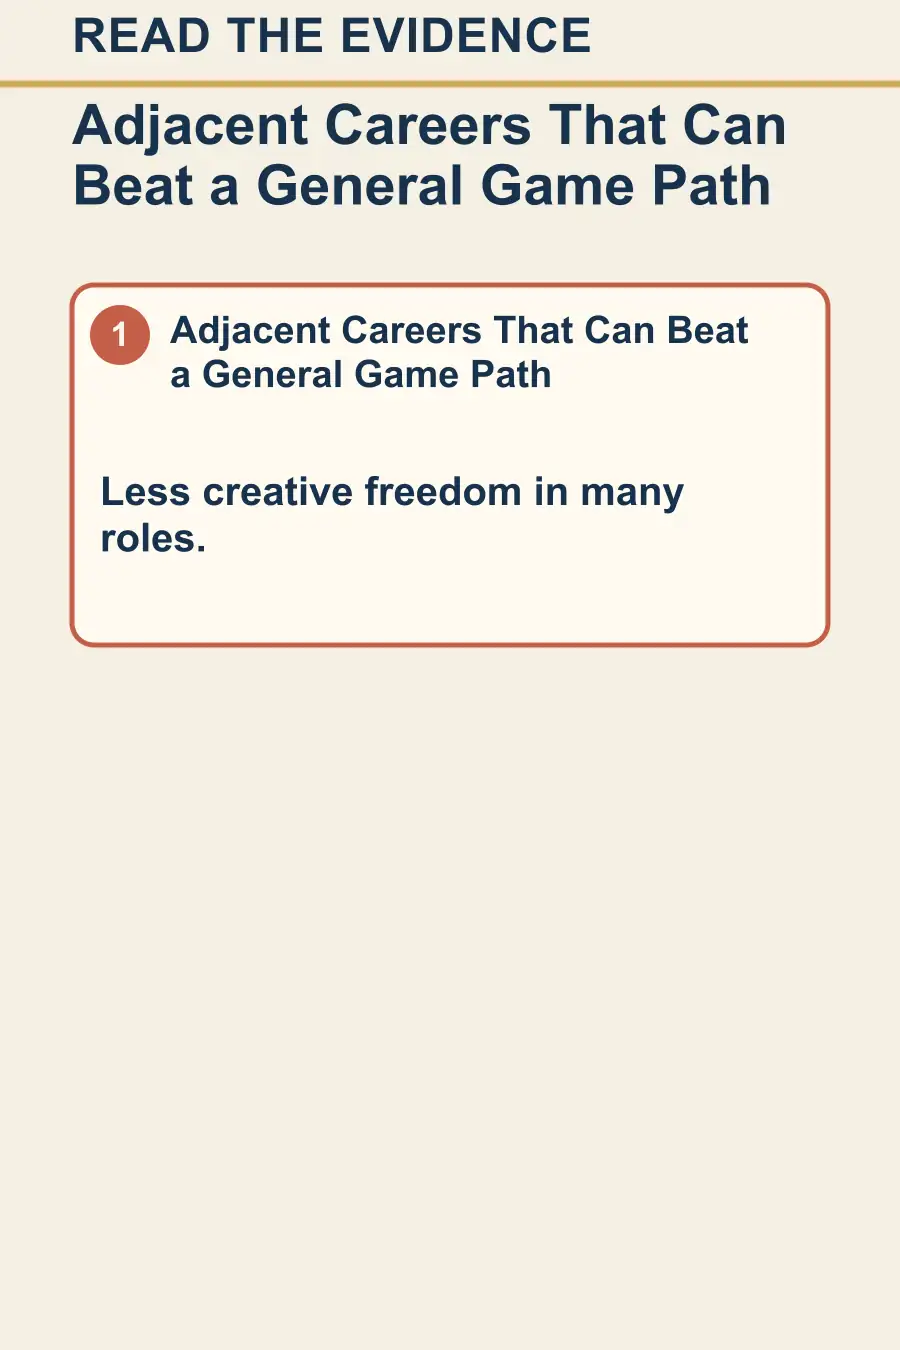 READ THE EVIDENCE
Adjacent Careers That Can
Beat a General Game Path
1
Adjacent Careers That Can Beat
a General Game Path
Less creative freedom in many
roles.